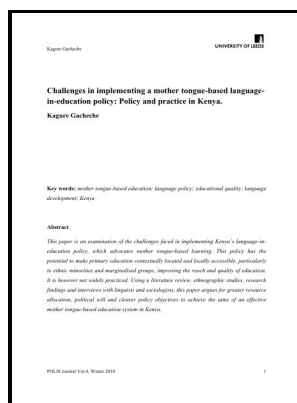 Kagure Gacheche
UNIVERSITY OF LEEDS
Challenges in implementing a mother tongue-based language-
in-education policy: Policy and practice in Kenya.
Kagure Gacheche
Key words: mother tongue-based education; language policy; educational quality; language
development; Kenya
Abstract
This paper is an examination of the challenges faced in implementing Kenya's language-in-
education policy, which advocates mother tongue-based learning. This policy has the
potential to make primary education contextually located and locally accessible, particularly
to ethnic minorities and marginalised groups, improving the reach and quality of education.
It is however not widely practiced. Using a literature review, ethnographic studies, research
findings and interviews with linguists and sociologists, this paper argues for greater resource
allocation, political will and clearer policy objectives to achieve the aims of an effective
mother tongue-based education system in Kenya.
POLIS Journal Vol.4, Winter 2010
1